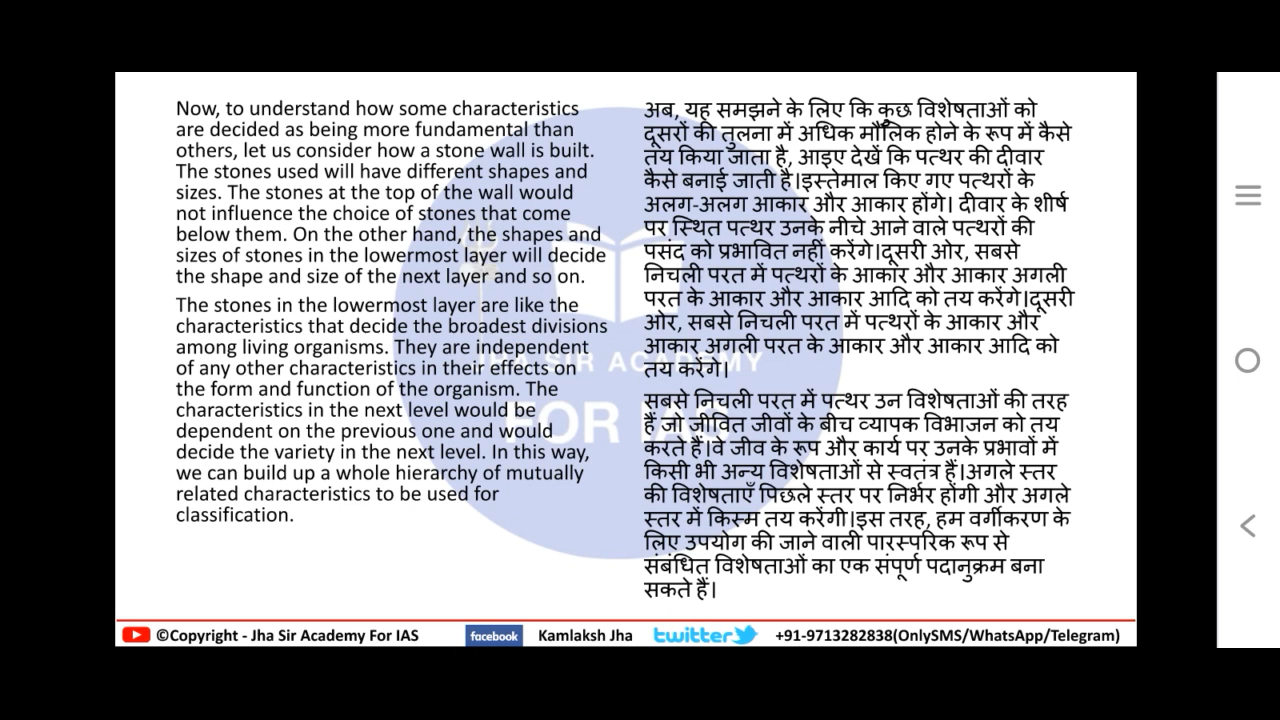 Now, to understand how some characteristics
are decided as being more fundamental than
others, let us consider how a stone wall is built.
The stones used will have different shapes and
sizes. The stones at the top of the wall would
not influence the choice of stones that come
below them. On the other hand, the shapes and
sizes of stones in the lowermost layer will decide
the shape and size of the next layer and so on.
The stones in the lowermost layer are like the
characteristics that decide the broadest divisions
among living organisms. They are independent
of any other characteristics in their effects on
the form and function of the organism. The
characteristics in the next level would be
dependent on the previous one and would
decide the variety in the next level. In this way,
we can build up a whole hierarchy of mutually
related characteristics to be used for
classification.
अब, यह समझने के लिए कि कुछ विशेषताओं को
दूसरों की तुलना में अधिक मौलिक होने के रूप में कैसे
तय किया जाता है, आइए देखें कि पत्थर की दीवार
कैसे बनाई जाती है।इस्तेमाल किए गए पत्थरों के
अलग-अलग आकार और आकार होंगे। दीवार के शीर्ष
पर स्थित पत्थर उनके नीचे आने वाले पत्थरों की
पसंद को प्रभावित नहीं करेंगे।दूसरी ओर, सबसे
निचली परत में पत्थरों के आकार और आकार अगली
परत के आकार और आकार आदि को तय करेंगे।दूसरी
ओर, सबसे निचली परत में पत्थरों के आकार और
आकार अगली परत के आकार और आकार आदि को
तय करेंगे।
सबसे निचली परत में पत्थर उन विशेषताओं की तरह
हैं जो जीवित जीवों के बीच व्यापक विभाजन को तय
करते हैं।वे जीव के रूप और कार्य पर उनके प्रभावों में
किसी भी अन्य विशेषताओं से स्वतंत्र हैं।अगले स्तर
की विशेषताएँ पिछले स्तर पर निर्भर होंगी और अगले
स्तर में किस्म तय करेंगी।इस तरह, हम वर्गीकरण के
लिए उपयोग की जाने वाली पारस्परिक रूप से
संबंधित विशेषताओं का एक संपूर्ण पदानुक्रम बना
सकते हैं।
JHA SIR ACADEMY
FOR IAS
©Copyright - Jha Sir Academy For IAS facebook Kamlaksh Jha twitter +91-9713282838(OnlySMS/WhatsApp/Telegram)